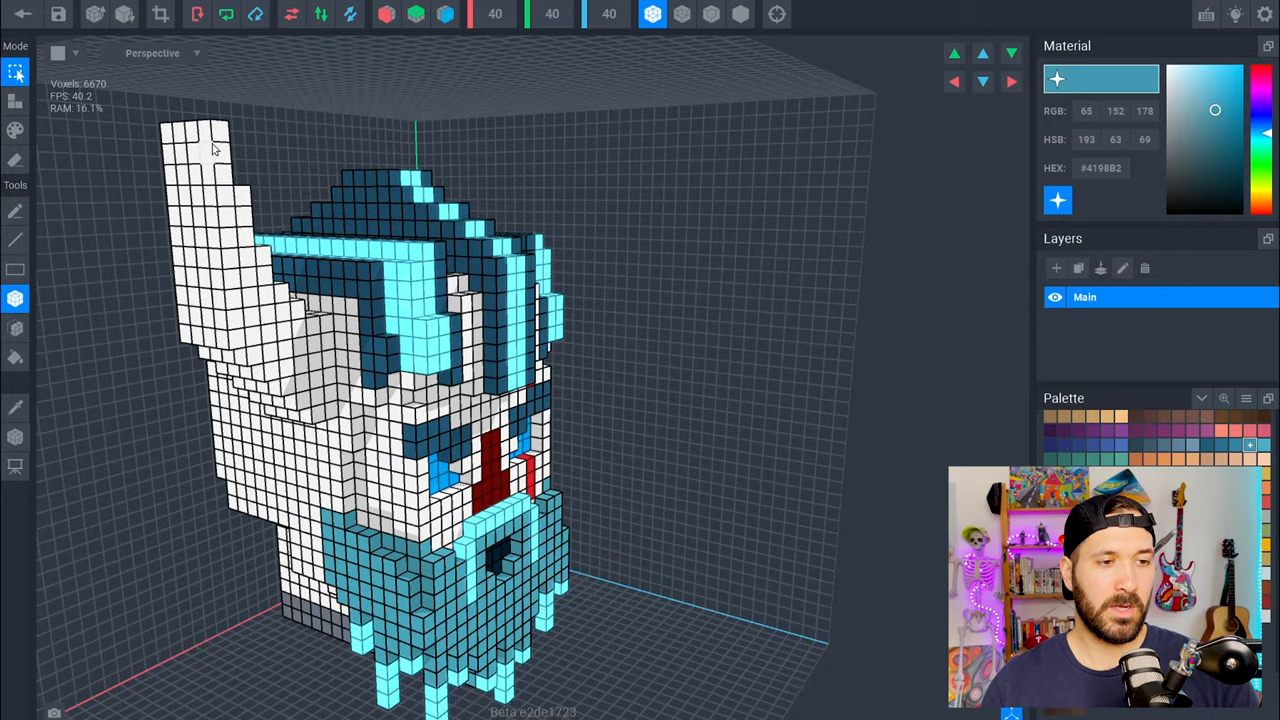 40 40 40
Mode
Perspective
Voxels: 6670
FPS: 40.2
RAM: 16.1%
Tools
Material
RGB: 65 152 178
HSB: 193 63 69
HEX: #4198B2
Layers
Main
Palette
Beta e2de1723